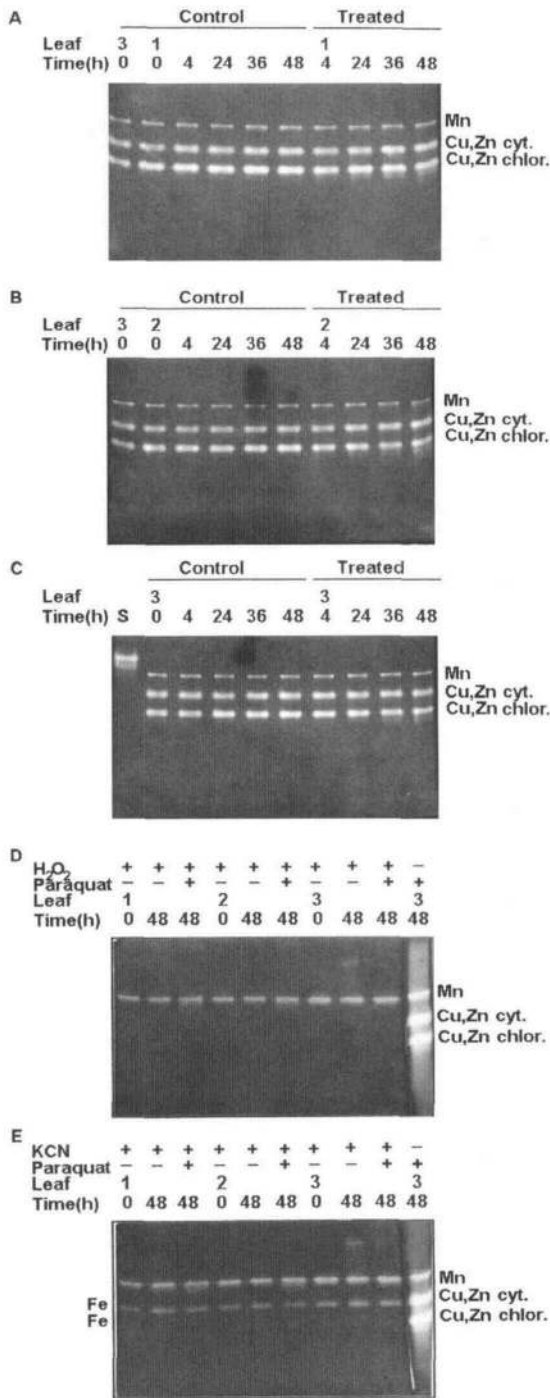 A
Control Treated
Leaf 3 1 1
Time(h) 0 0 4 24 36 48 4 24 36 48
Mn
Cu,Zn cyt.
Cu,Zn chlor.
B
Control Treated
Leaf 3 2 2
Time(h) 0 0 4 24 36 48 4 24 36 48
Mn
Cu,Zn cyt.
Cu,Zn chlor.
C
Control Treated
Leaf 3 3
Time(h) S 0 4 24 36 48 4 24 36 48
Mn
Cu,Zn cyt.
Cu,Zn chlor.
D
H₂O₂ + + + + + + + + + –
Paraquat – – + – – + – – + +
Leaf 1 2 3 3
Time(h) 0 48 48 0 48 48 0 48 48 48
Mn
Cu,Zn cyt.
Cu,Zn chlor.
E
KCN + + + + + + + + + –
Paraquat – – + – – + – – + +
Leaf 1 2 3 3
Time(h) 0 48 48 0 48 48 0 48 48 48
Mn
Cu,Zn cyt.
Fe
Cu,Zn chlor.
Fe